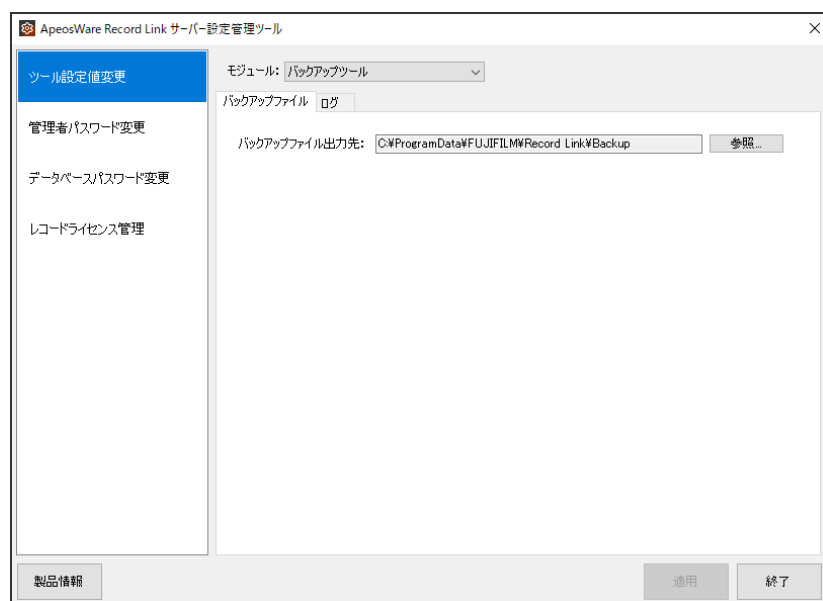 ApeosWare Record Link サーバー設定管理ツール
ツール設定値変更
管理者パスワード変更
データベースパスワード変更
レコードライセンス管理
モジュール: バックアップツール
バックアップファイル ログ
バックアップファイル出力先: C:¥ProgramData¥FUJIFILM¥Record Link¥Backup 参照...
製品情報 適用 終了